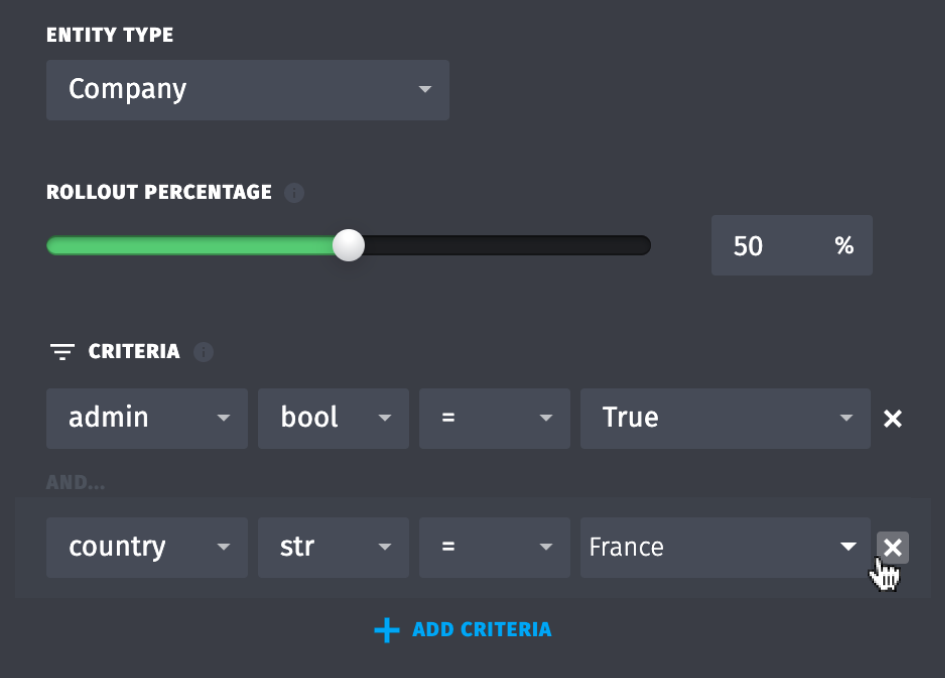 ENTITY TYPE
Company
ROLLOUT PERCENTAGE
50 %
CRITERIA
admin bool = True
AND...
country str = France
ADD CRITERIA